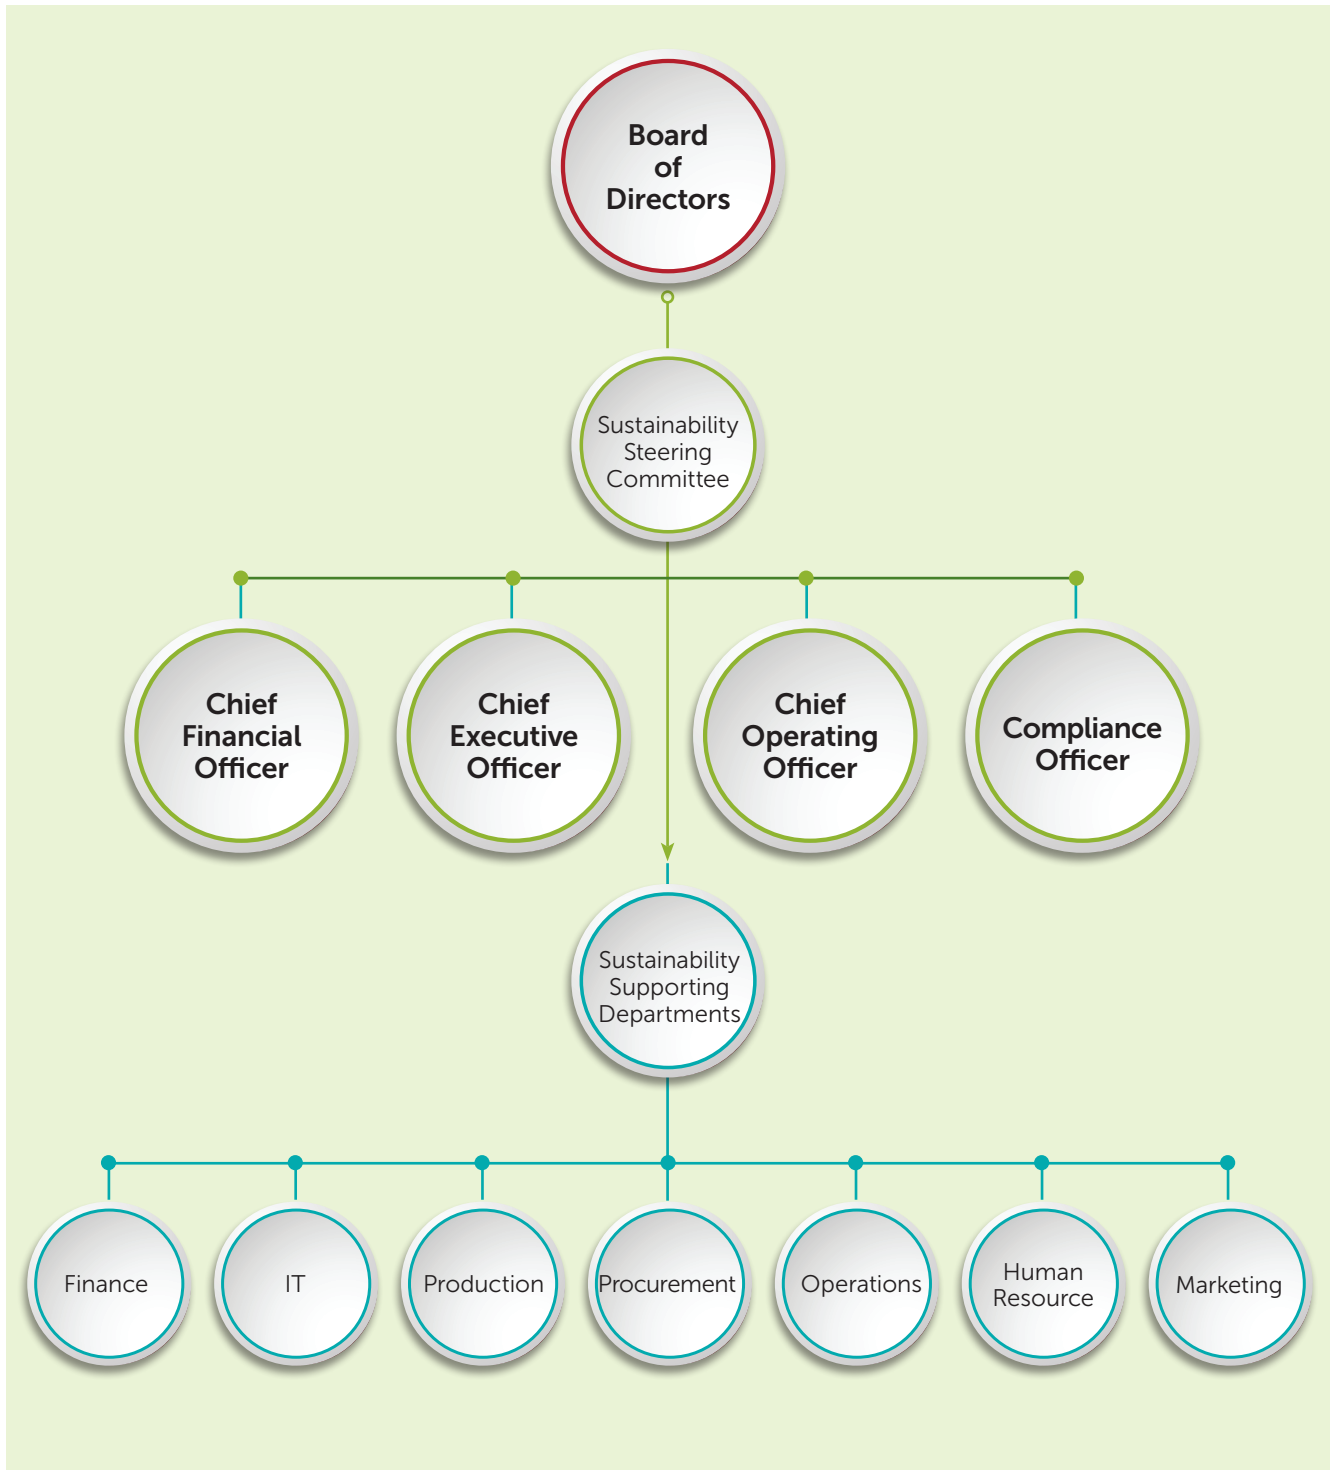 Board
of
Directors
Sustainability
Steering
Committee
Chief
Financial
Officer
Chief
Executive
Officer
Chief
Operating
Officer
Compliance
Officer
Sustainability
Supporting
Departments
Finance
IT
Production
Procurement
Operations
Human
Resource
Marketing